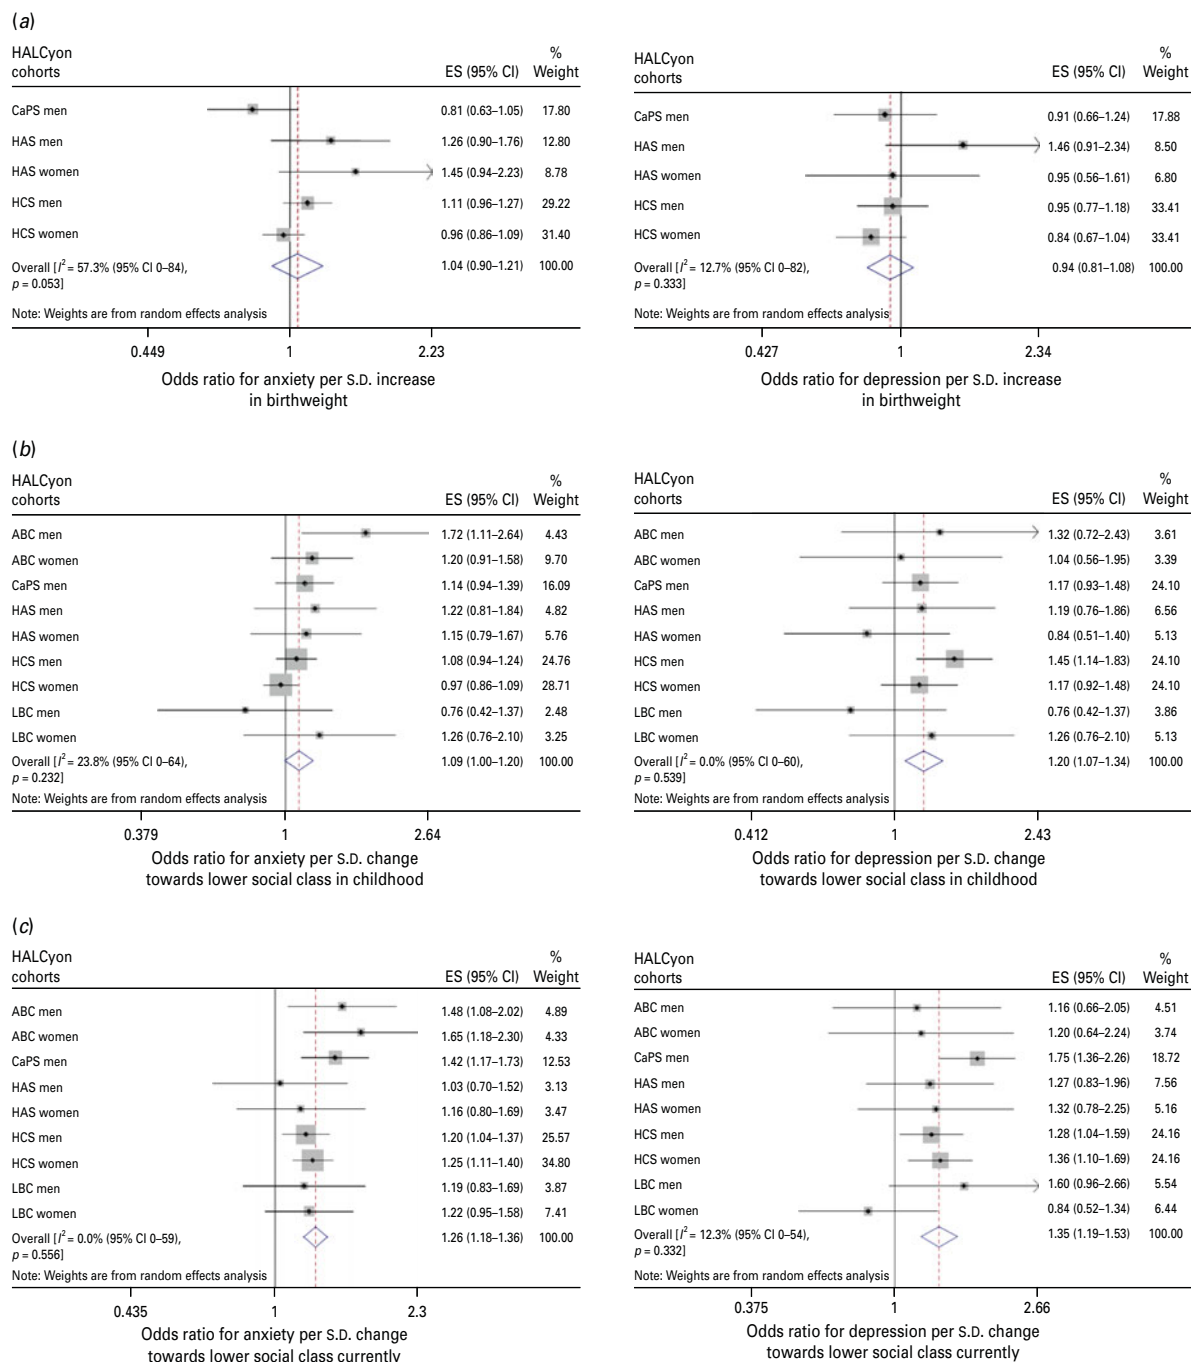 (a)
HALCyon
cohorts ES (95% CI) % Weight
CaPS men 0.81 (0.63–1.05) 17.80
HAS men 1.26 (0.90–1.76) 12.80
HAS women 1.45 (0.94–2.23) 8.78
HCS men 1.11 (0.96–1.27) 29.22
HCS women 0.96 (0.86–1.09) 31.40
Overall [I² = 57.3% (95% CI 0–84), 1.04 (0.90–1.21) 100.00
p = 0.053]
Note: Weights are from random effects analysis
0.449 1 2.23
Odds ratio for anxiety per S.D. increase
in birthweight
HALCyon
cohorts ES (95% CI) % Weight
CaPS men 0.91 (0.66–1.24) 17.88
HAS men 1.46 (0.91–2.34) 8.50
HAS women 0.95 (0.56–1.61) 6.80
HCS men 0.95 (0.77–1.18) 33.41
HCS women 0.84 (0.67–1.04) 33.41
Overall [I² = 12.7% (95% CI 0–82), 0.94 (0.81–1.08) 100.00
p = 0.333]
Note: Weights are from random effects analysis
0.427 1 2.34
Odds ratio for depression per S.D. increase
in birthweight
(b)
HALCyon
cohorts ES (95% CI) % Weight
ABC men 1.72 (1.11–2.64) 4.43
ABC women 1.20 (0.91–1.58) 9.70
CaPS men 1.14 (0.94–1.39) 16.09
HAS men 1.22 (0.81–1.84) 4.82
HAS women 1.15 (0.79–1.67) 5.76
HCS men 1.08 (0.94–1.24) 24.76
HCS women 0.97 (0.86–1.09) 28.71
LBC men 0.76 (0.42–1.37) 2.48
LBC women 1.26 (0.76–2.10) 3.25
Overall [I² = 23.8% (95% CI 0–64), 1.09 (1.00–1.20) 100.00
p = 0.232]
Note: Weights are from random effects analysis
0.379 1 2.64
Odds ratio for anxiety per S.D. change
towards lower social class in childhood
HALCyon
cohorts ES (95% CI) % Weight
ABC men 1.32 (0.72–2.43) 3.61
ABC women 1.04 (0.56–1.95) 3.39
CaPS men 1.17 (0.93–1.48) 24.10
HAS men 1.19 (0.76–1.86) 6.56
HAS women 0.84 (0.51–1.40) 5.13
HCS men 1.45 (1.14–1.83) 24.10
HCS women 1.17 (0.92–1.48) 24.10
LBC men 0.76 (0.42–1.37) 3.86
LBC women 1.26 (0.76–2.10) 5.13
Overall [I² = 0.0% (95% CI 0–60), 1.20 (1.07–1.34) 100.00
p = 0.539]
Note: Weights are from random effects analysis
0.412 1 2.43
Odds ratio for depression per S.D. change
towards lower social class in childhood
(c)
HALCyon
cohorts ES (95% CI) % Weight
ABC men 1.48 (1.08–2.02) 4.89
ABC women 1.65 (1.18–2.30) 4.33
CaPS men 1.42 (1.17–1.73) 12.53
HAS men 1.03 (0.70–1.52) 3.13
HAS women 1.16 (0.80–1.69) 3.47
HCS men 1.20 (1.04–1.37) 25.57
HCS women 1.25 (1.11–1.40) 34.80
LBC men 1.19 (0.83–1.69) 3.87
LBC women 1.22 (0.95–1.58) 7.41
Overall [I² = 0.0% (95% CI 0–59), 1.26 (1.18–1.36) 100.00
p = 0.556]
Note: Weights are from random effects analysis
0.435 1 2.3
Odds ratio for anxiety per S.D. change
towards lower social class currently
HALCyon
cohorts ES (95% CI) % Weight
ABC men 1.16 (0.66–2.05) 4.51
ABC women 1.20 (0.64–2.24) 3.74
CaPS men 1.75 (1.36–2.26) 18.72
HAS men 1.27 (0.83–1.96) 7.56
HAS women 1.32 (0.78–2.25) 5.16
HCS men 1.28 (1.04–1.59) 24.16
HCS women 1.36 (1.10–1.69) 24.16
LBC men 1.60 (0.96–2.66) 5.54
LBC women 0.84 (0.52–1.34) 6.44
Overall [I² = 12.3% (95% CI 0–54), 1.35 (1.19–1.53) 100.00
p = 0.332]
Note: Weights are from random effects analysis
0.375 1 2.66
Odds ratio for depression per S.D. change
towards lower social class currently